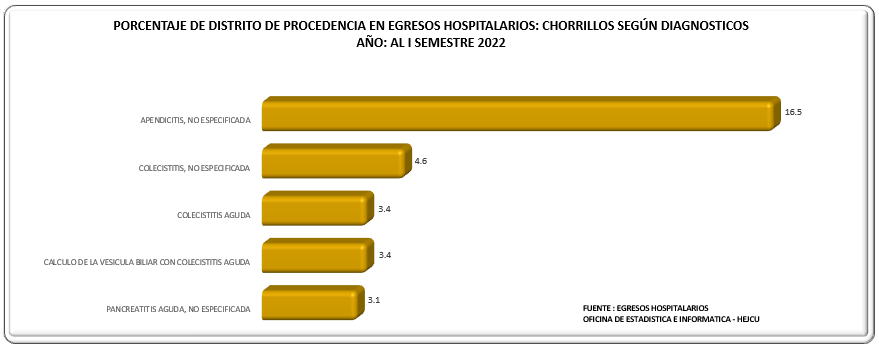 PORCENTAJE DE DISTRITO DE PROCEDENCIA EN EGRESOS HOSPITALARIOS: CHORRILLOS SEGÚN DIAGNOSTICOS
AÑO: AL I SEMESTRE 2022
APENDICITIS, NO ESPECIFICADA 16.5
COLECISTITIS, NO ESPECIFICADA 4.6
COLECISTITIS AGUDA 3.4
CALCULO DE LA VESICULA BILIAR CON COLECISTITIS AGUDA 3.4
PANCREATITIS AGUDA, NO ESPECIFICADA 3.1
FUENTE : EGRESOS HOSPITALARIOS
OFICINA DE ESTADISTICA E INFORMATICA - HEJCU